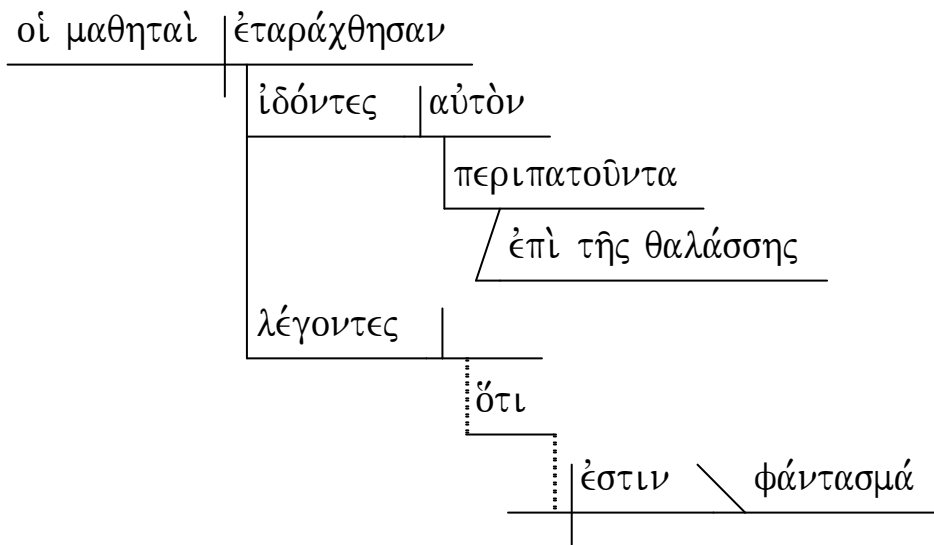 οἱ μαθηταὶ ἐταράχθησαν
ἰδόντες αὐτὸν
περιπατοῦντα
ἐπὶ τῆς θαλάσσης
λέγοντες
ὅτι
ἐστιν φάντασμά